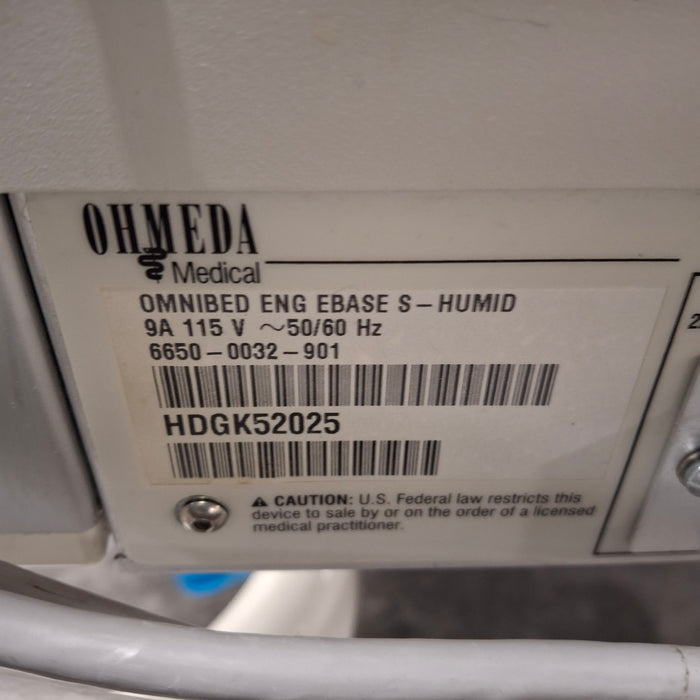 OHMEDA
Medical
OMNIBED ENG EBASE S-HUMID
9A 115 V ~50/60 Hz
6650-0032-901
HDGK52025
⚠ CAUTION: U.S. Federal law restricts this
device to sale by or on the order of a licensed
medical practitioner.
2